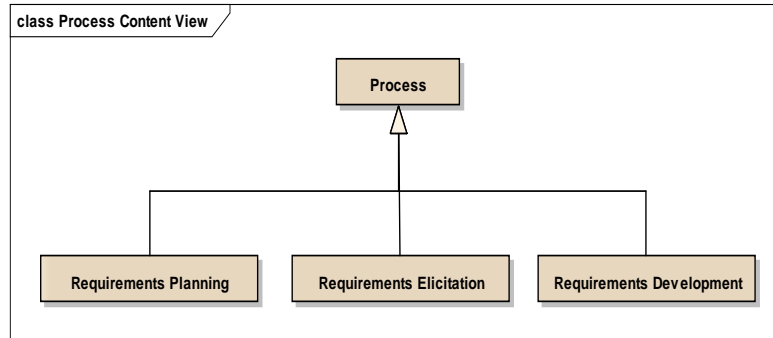 class Process Content View
Process
Requirements Planning
Requirements Elicitation
Requirements Development